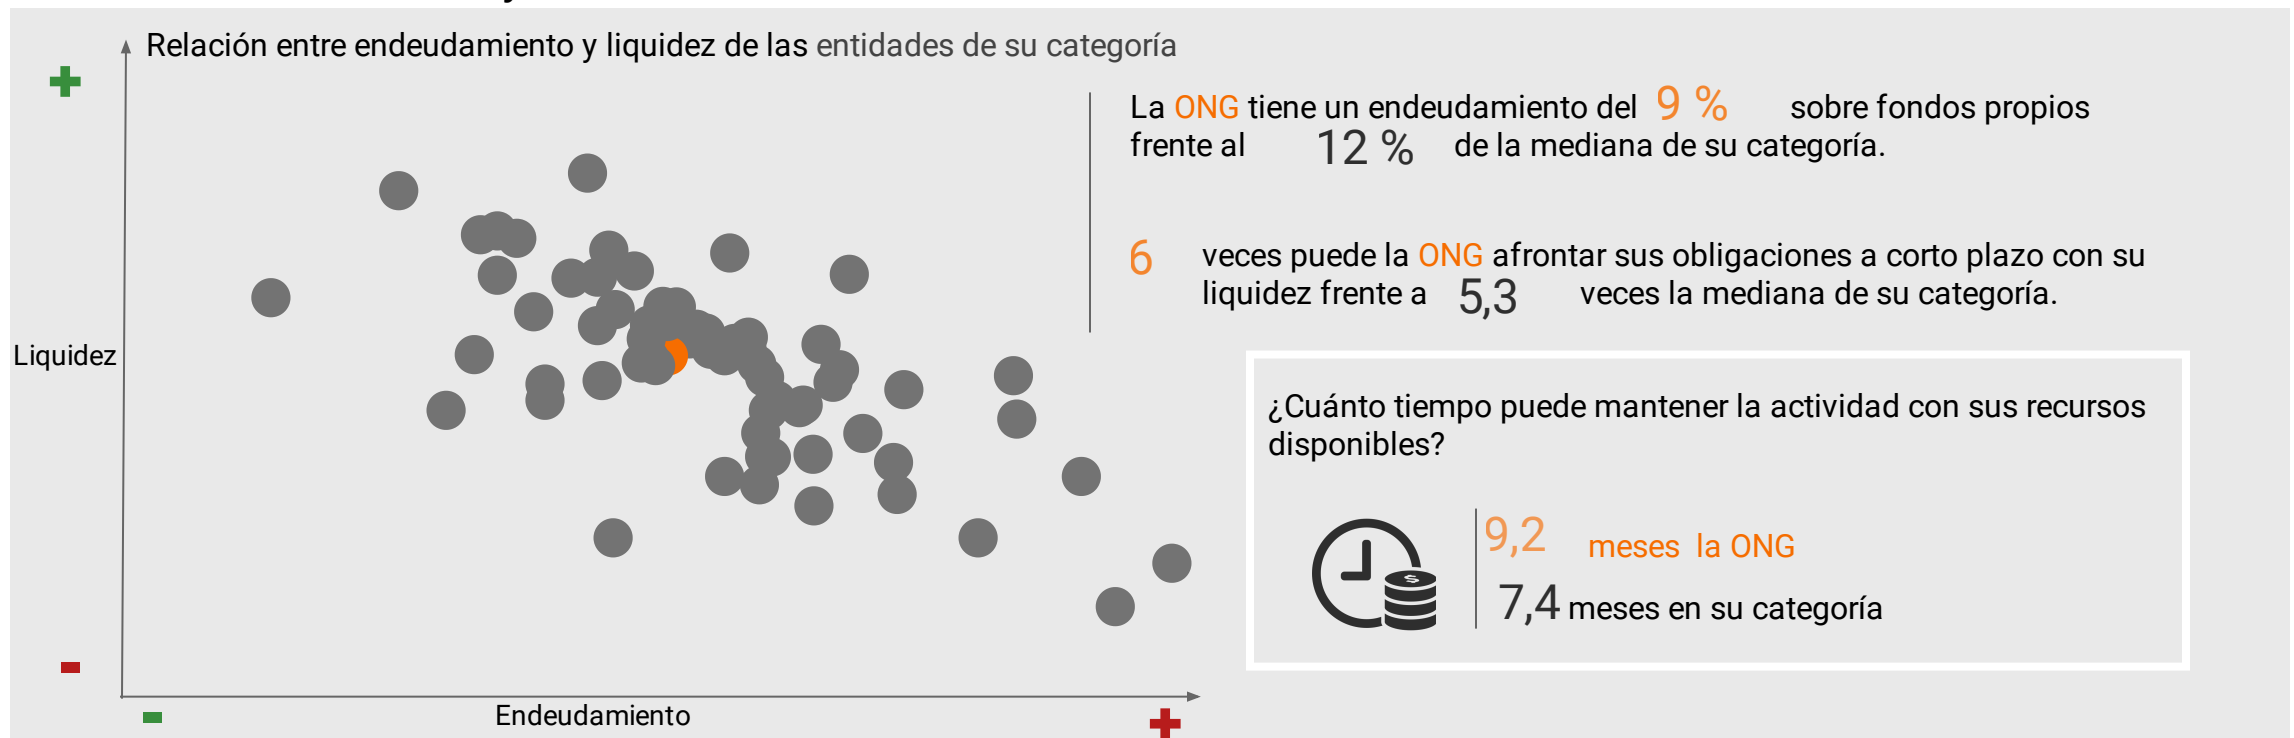 Relación entre endeudamiento y liquidez de las entidades de su categoría
La ONG tiene un endeudamiento del 9 % sobre fondos propios
frente al 12 % de la mediana de su categoría.
6 veces puede la ONG afrontar sus obligaciones a corto plazo con su
liquidez frente a 5,3 veces la mediana de su categoría.
Liquidez
¿Cuánto tiempo puede mantener la actividad con sus recursos
disponibles?
9,2 meses la ONG
7,4 meses en su categoría
Endeudamiento